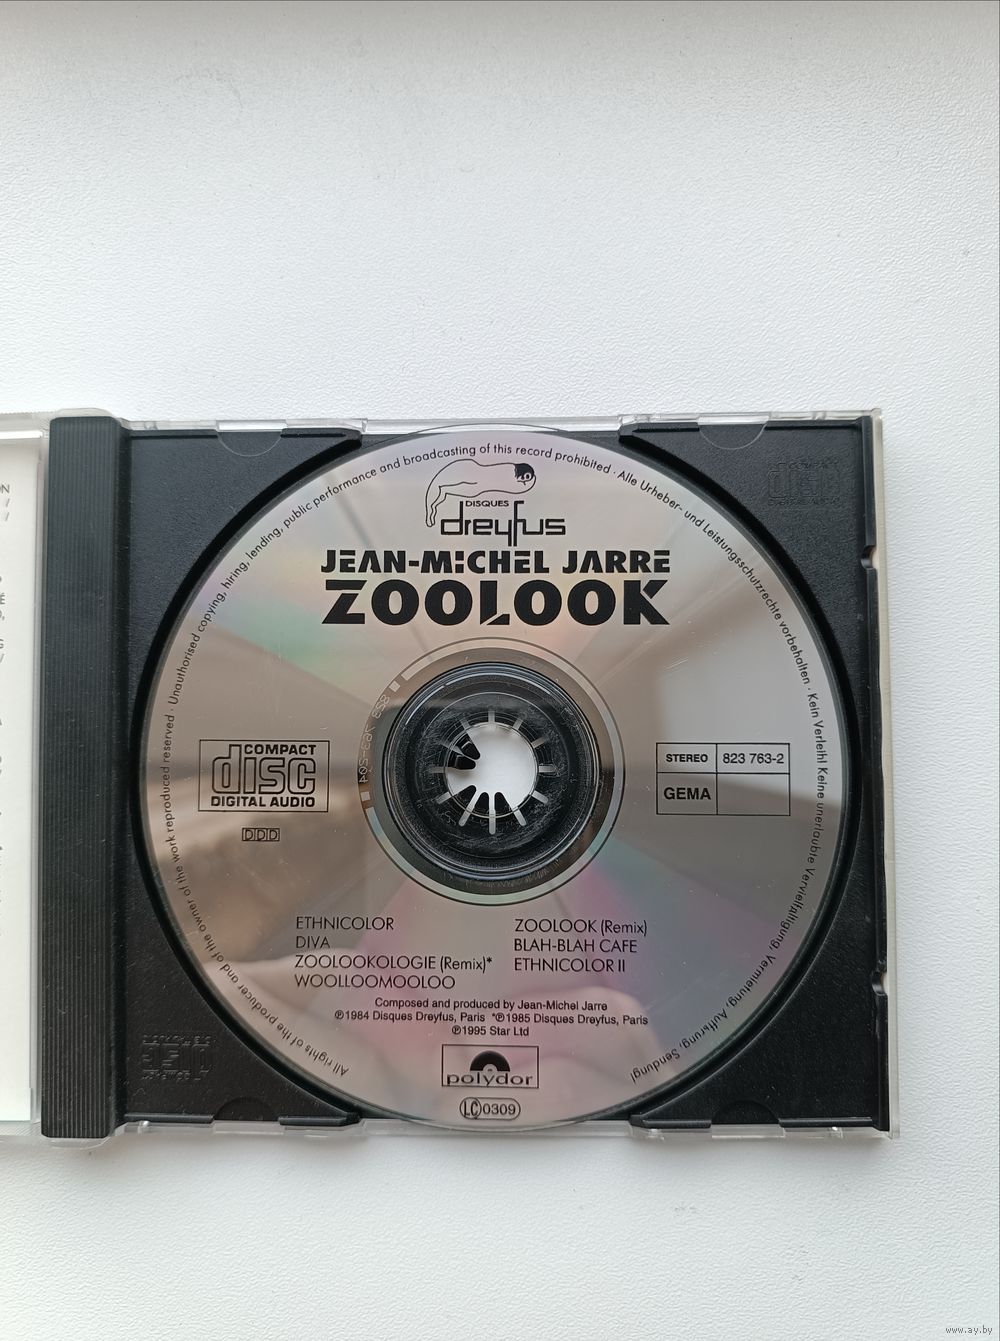 All rights of the producer and of the owner of the work reproduced reserved · Unauthorised copying, hiring, lending, public performance and broadcasting of this record prohibited · Alle Urheber- und Leistungsschutzrechte vorbehalten · Kein Verleih! Keine unerlaubte Vervielfältigung, Vermietung, Aufführung, Sendung!
DISQUES
dreyfus
JEAN-MICHEL JARRE
ZOOLOOK
COMPACT
disc
DIGITAL AUDIO
DDD
STEREO 823 763-2
GEMA
ETHNICOLOR
DIVA
ZOOLOOKOLOGIE (Remix)*
WOOLLOOMOOLOO
ZOOLOOK (Remix)
BLAH-BLAH CAFE
ETHNICOLOR II
Composed and produced by Jean-Michel Jarre
℗1984 Disques Dreyfus, Paris *℗1985 Disques Dreyfus, Paris
℗1995 Star Ltd
polydor
LC 0309
www.ay.by